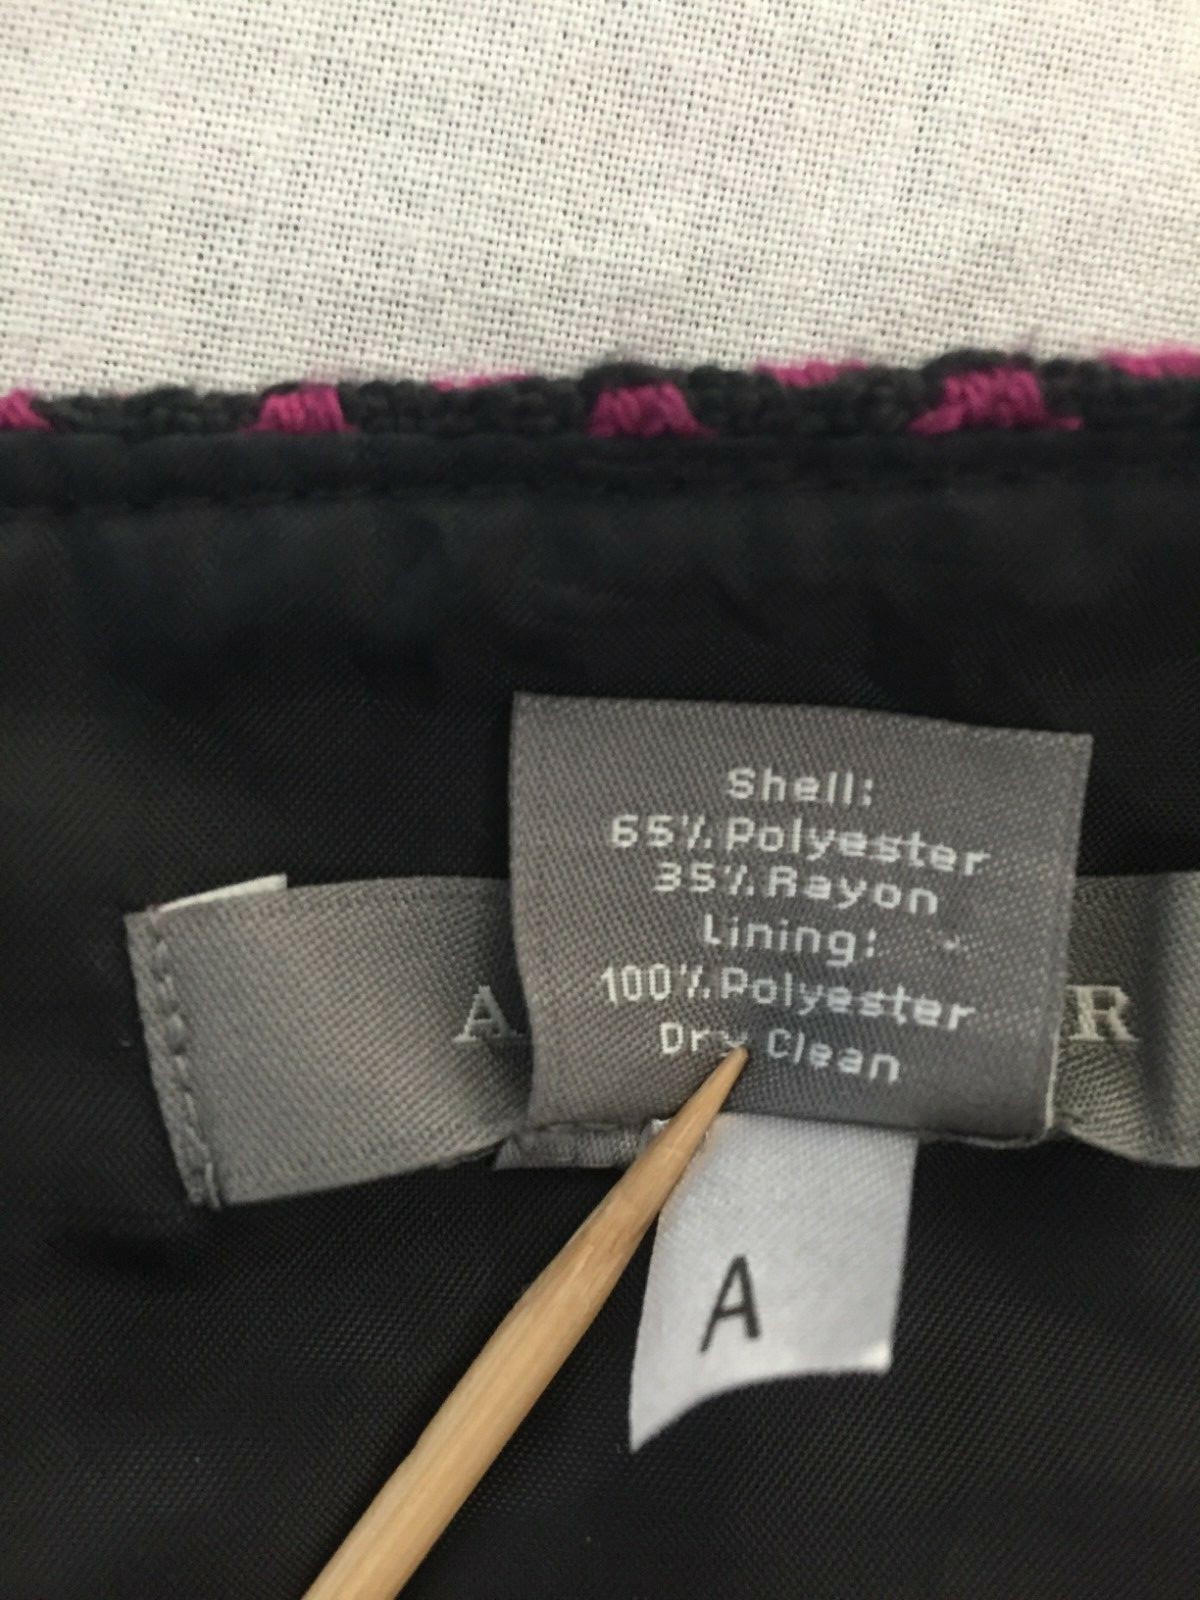 Shell:
65% Polyester
35% Rayon
Lining:
100% Polyester
Dry Clean
A